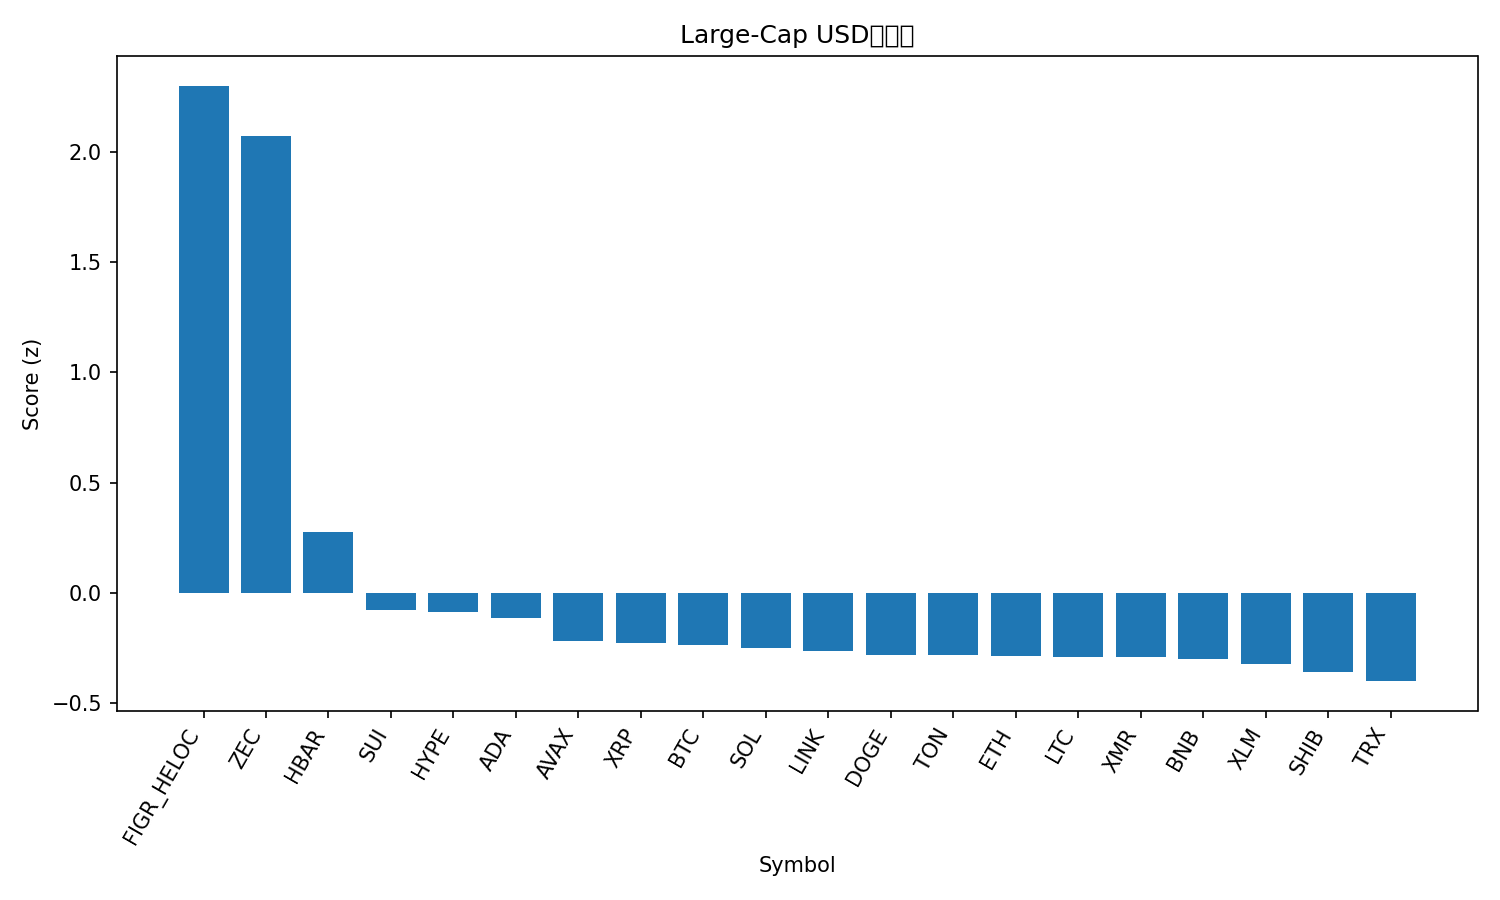 Large-Cap USD
Score (z)
2.0
1.5
1.0
0.5
0.0
−0.5
FIGR_HELOC
ZEC
HBAR
SUI
HYPE
ADA
AVAX
XRP
BTC
SOL
LINK
DOGE
TON
ETH
LTC
XMR
BNB
XLM
SHIB
TRX
Symbol